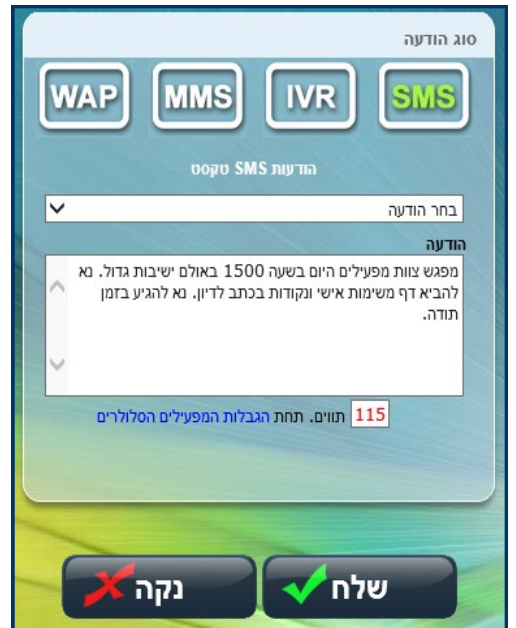 סוג הודעה
SMS IVR MMS WAP
הודעות SMS טקסט
בחר הודעה
הודעה
מפגש צוות מפעילים היום בשעה 1500 באולם ישיבות גדול. נא
להביא דף משימות אישי ונקודות בכתב לדיון. נא להגיע בזמן
תודה.
115 תווים. תחת הגבלות המפעילים הסלולרים
שלח נקה